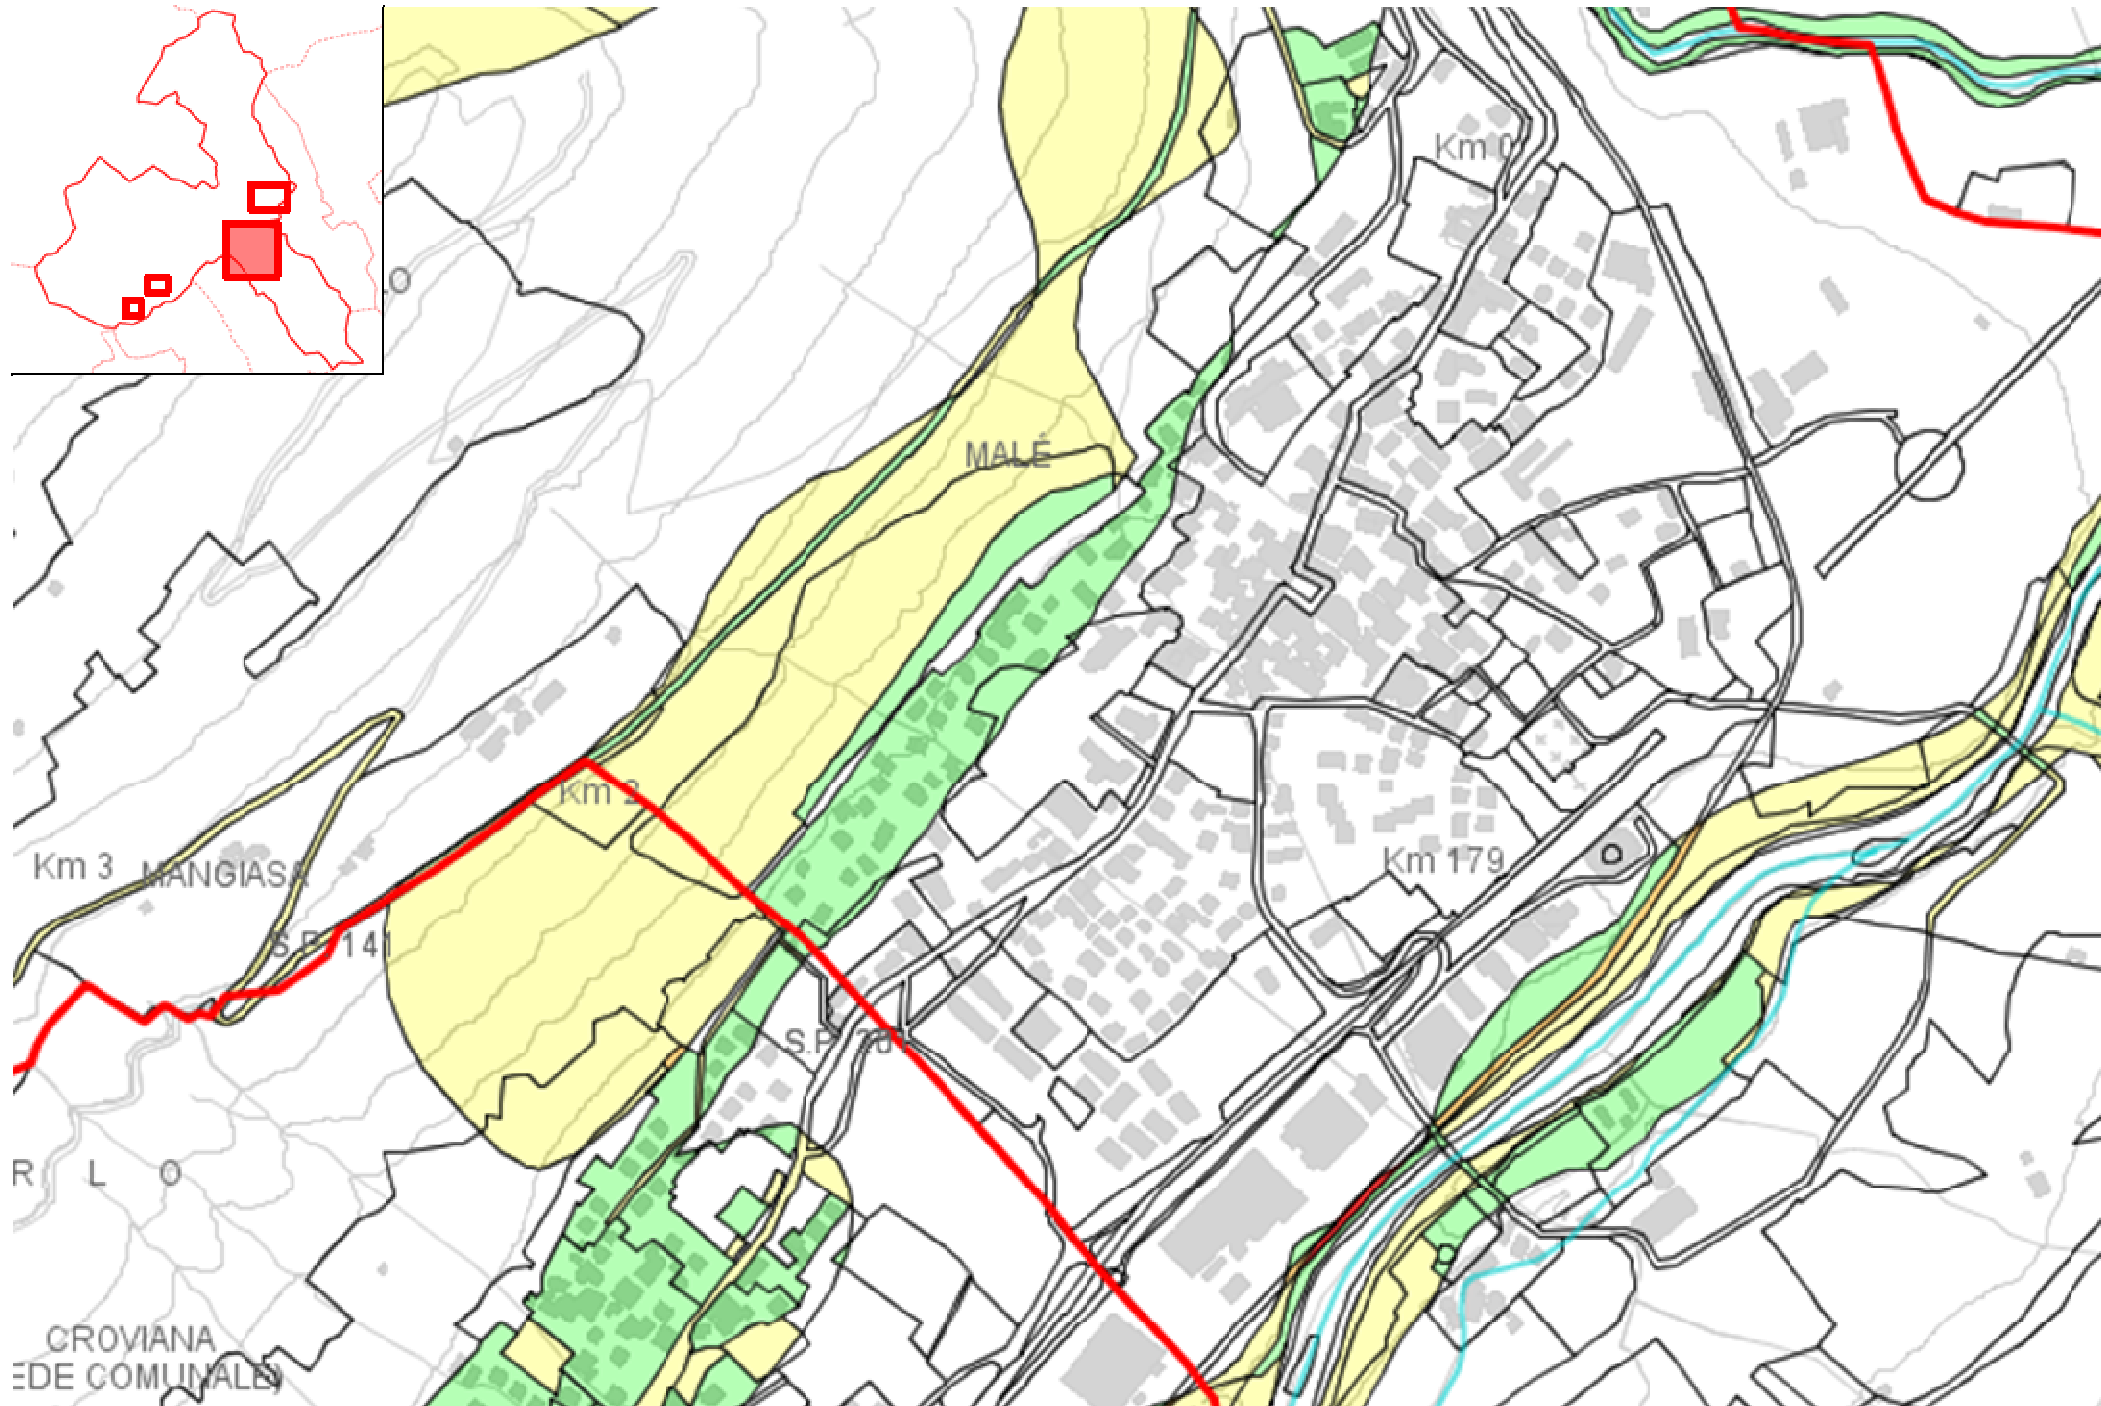 Km 0
O
MALÉ
Km 2
Km 3
MANGIASA
Km 179
S.P. 141
S.P.
R L O
CROVIANA
EDE COMUNALE)